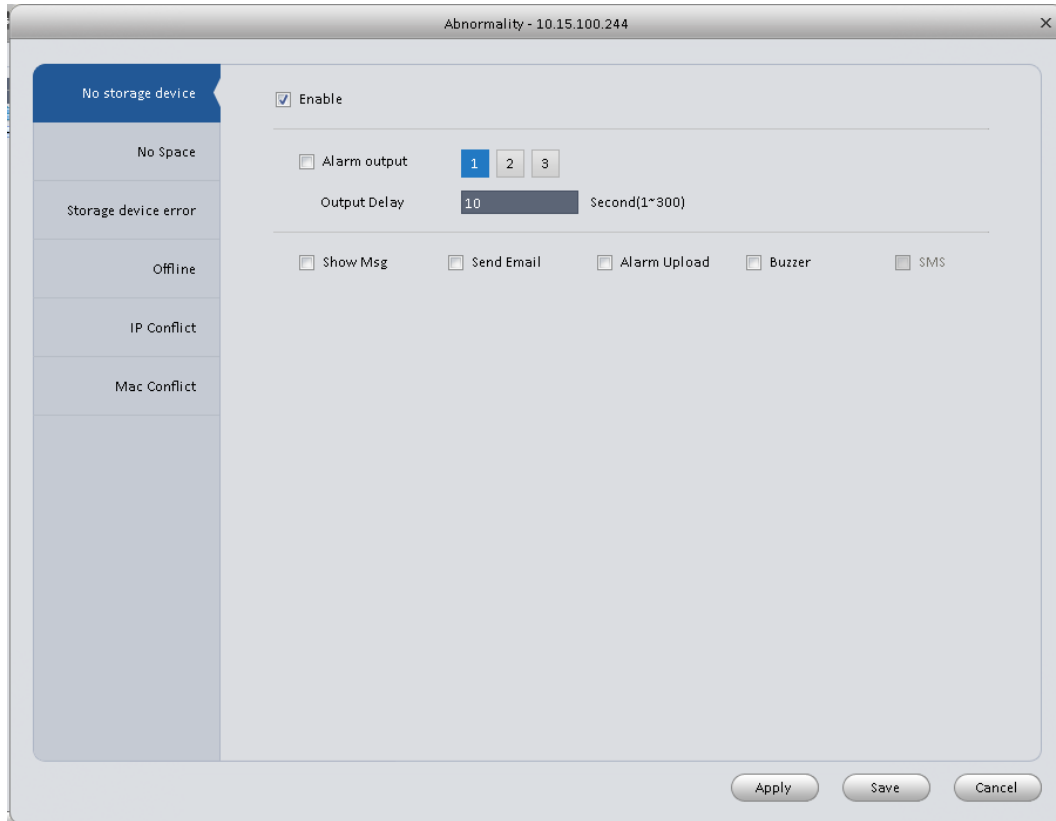 Abnormality - 10.15.100.244
No storage device
Enable
No Space
Alarm output 1 2 3
Storage device error
Output Delay 10 Second(1~300)
Offline
Show Msg Send Email Alarm Upload Buzzer SMS
IP Conflict
Mac Conflict
Apply Save Cancel